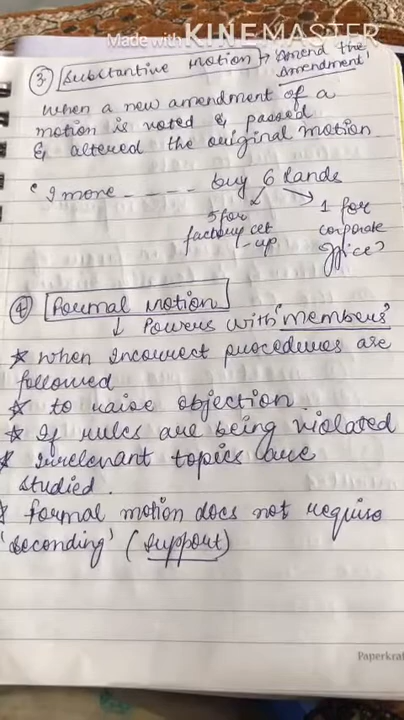 Made with KINEMASTER
③ Substantive Motion → 'Amend the Amendment'
When a new amendment of a
motion is voted & passed
& altered the original motion
"I move _ _ _ _ _ buy 6 lands
5 for factory set-up
1 for corporate office"
④ Formal Motion
↓ Powers with 'members'
* When incorrect procedures are
followed
* to raise objection
* If rules are being violated
* Irrelevant topics are
studied.
* formal motion does not require
'seconding' (support)
Paperkraf